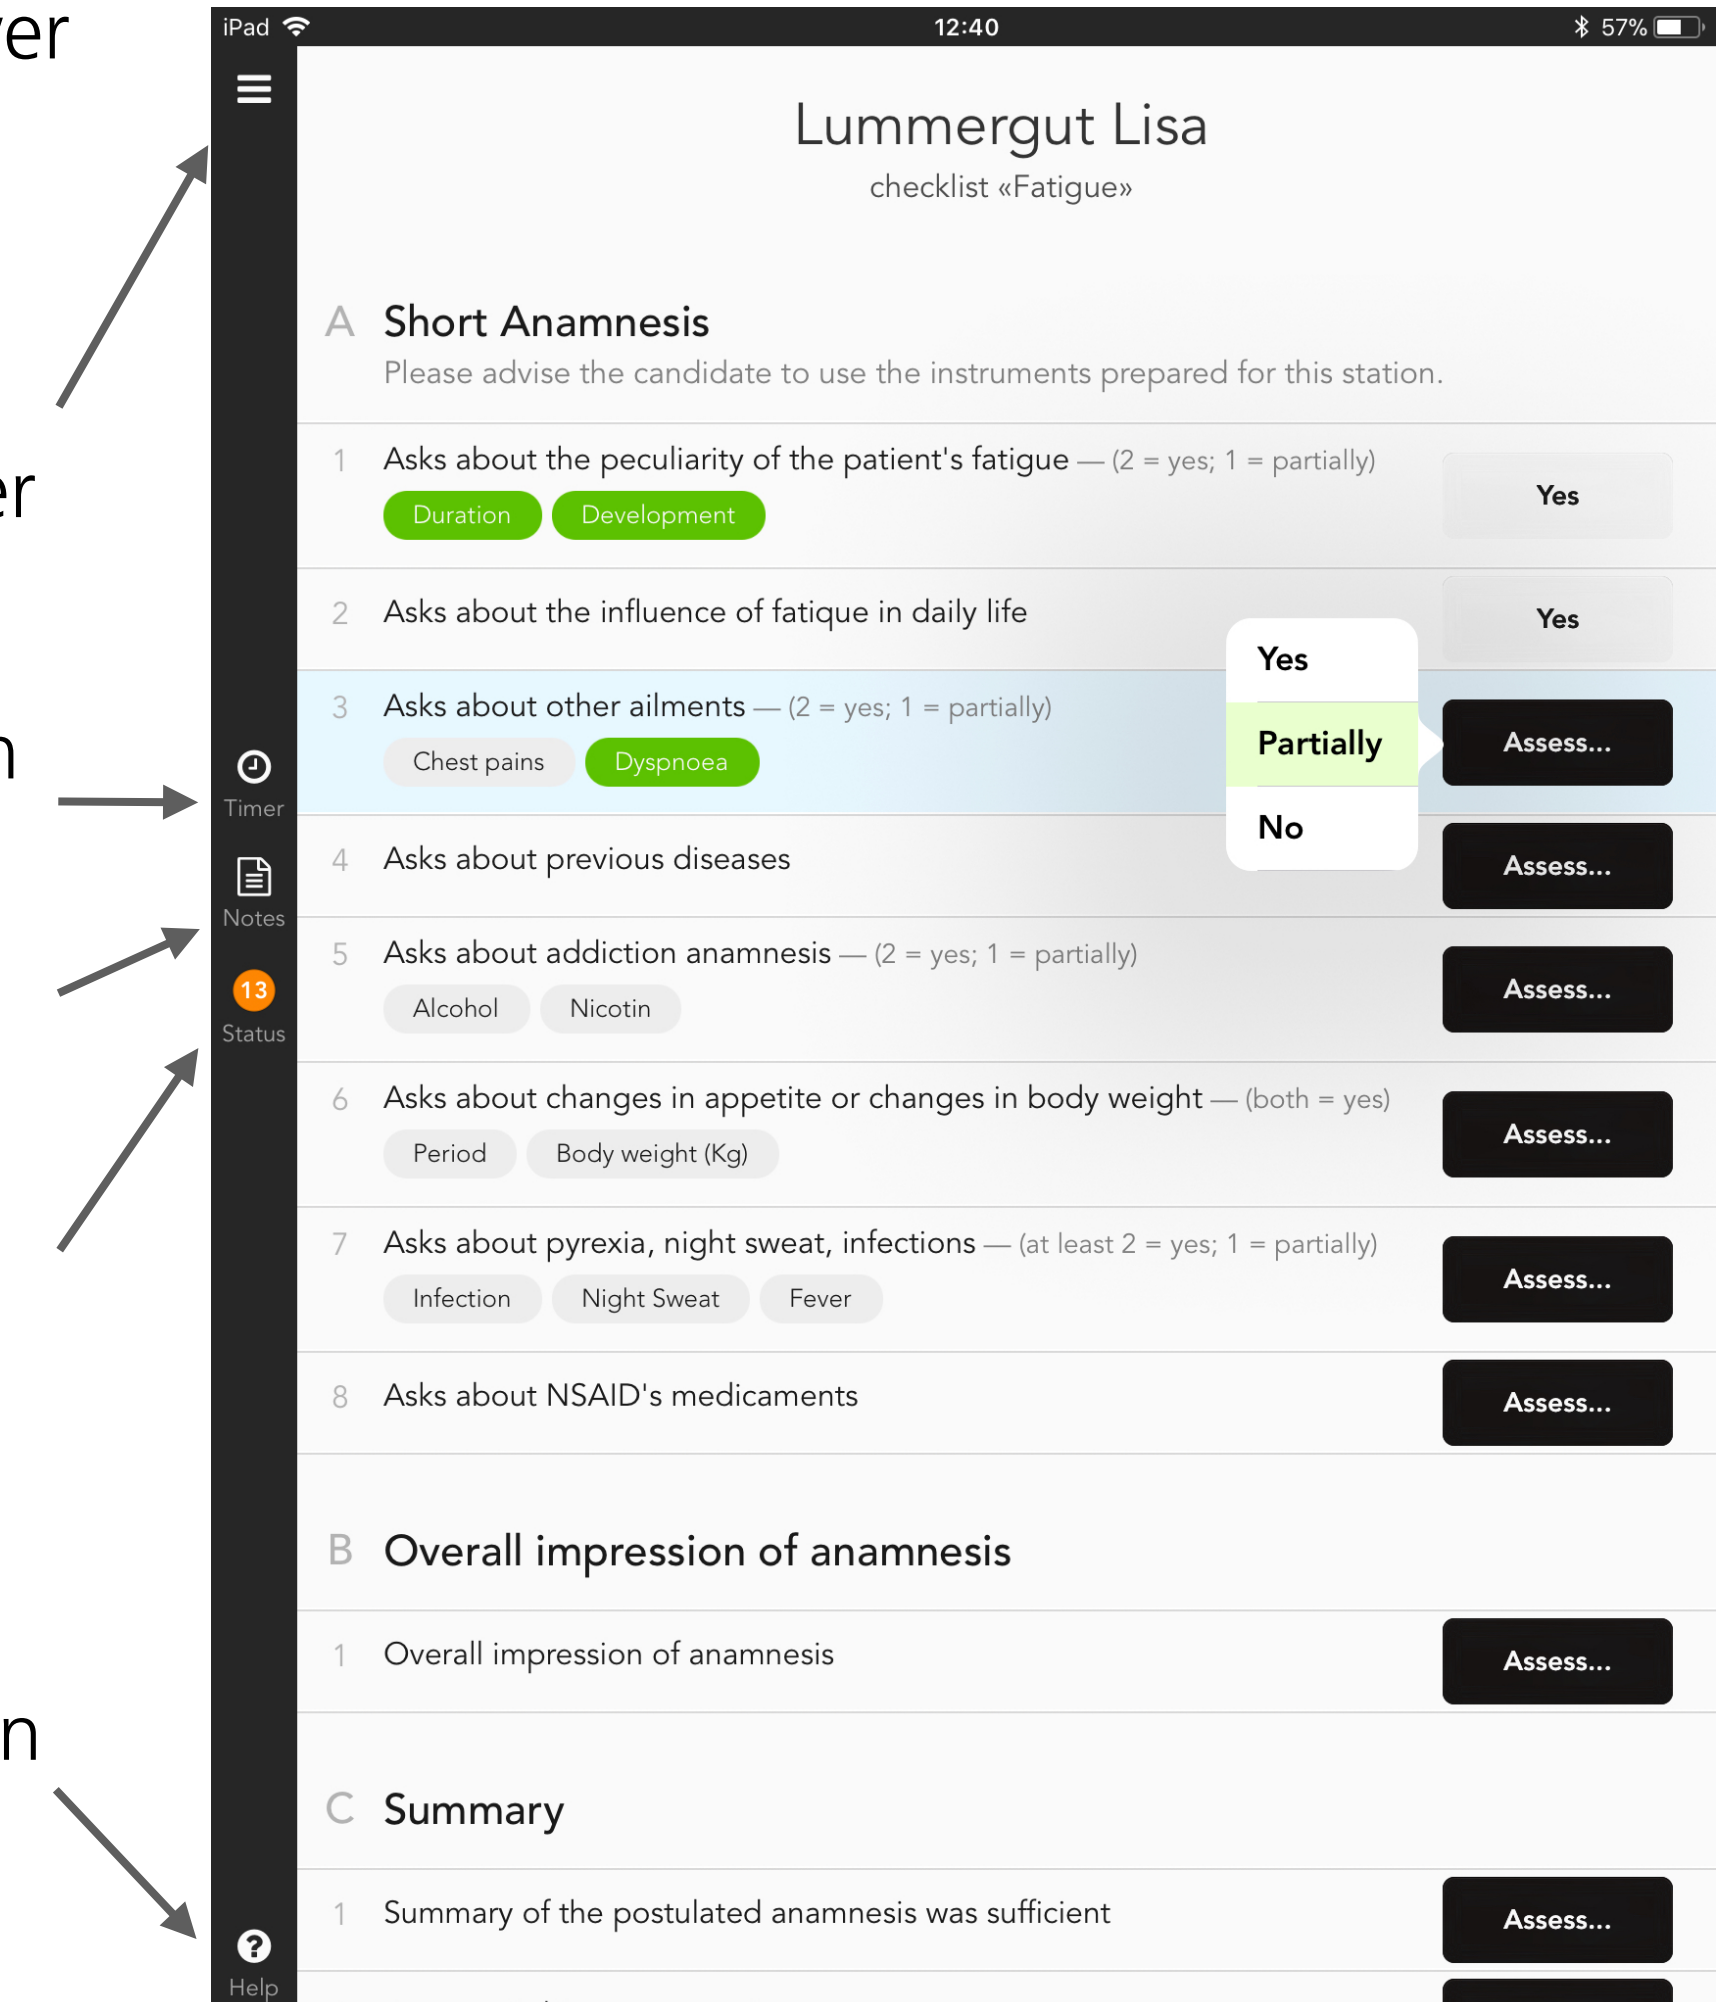 iPad
12:40
57%
Lummergut Lisa
checklist «Fatigue»
A Short Anamnesis
Please advise the candidate to use the instruments prepared for this station.
1 Asks about the peculiarity of the patient's fatigue — (2 = yes; 1 = partially)
Duration Development
Yes
2 Asks about the influence of fatique in daily life
Yes
3 Asks about other ailments — (2 = yes; 1 = partially)
Chest pains Dyspnoea
Yes
Partially
No
Assess...
4 Asks about previous diseases
Assess...
5 Asks about addiction anamnesis — (2 = yes; 1 = partially)
Alcohol Nicotin
Assess...
6 Asks about changes in appetite or changes in body weight — (both = yes)
Period Body weight (Kg)
Assess...
7 Asks about pyrexia, night sweat, infections — (at least 2 = yes; 1 = partially)
Infection Night Sweat Fever
Assess...
8 Asks about NSAID's medicaments
Assess...
B Overall impression of anamnesis
1 Overall impression of anamnesis
Assess...
C Summary
1 Summary of the postulated anamnesis was sufficient
Assess...
Timer
Notes
13
Status
Help